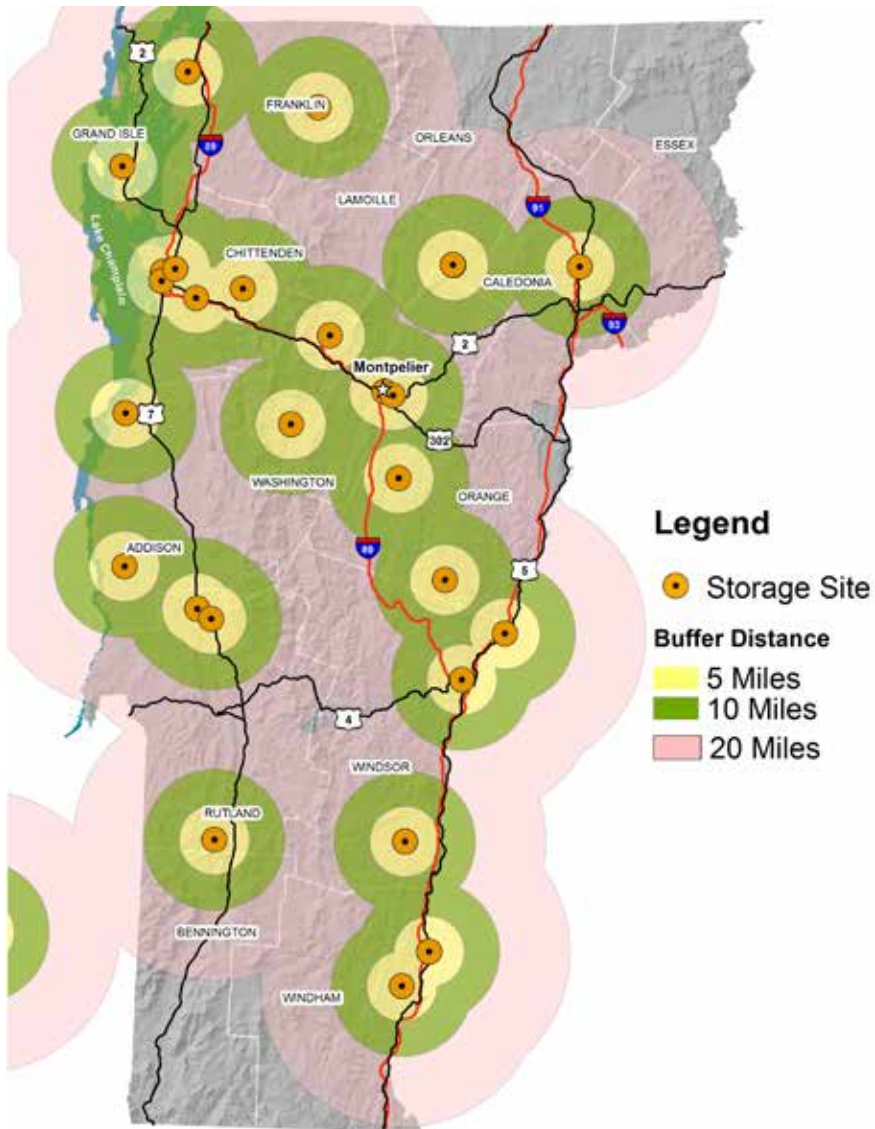 2
FRANKLIN
GRAND ISLE
89
ORLEANS
ESSEX
LAMOILLE
91
Lake Champlain
CHITTENDEN
CALEDONIA
93
2
Montpelier
7
302
WASHINGTON
ORANGE
ADDISON
89
5
4
WINDSOR
RUTLAND
BENNINGTON
WINDHAM
Legend
Storage Site
Buffer Distance
5 Miles
10 Miles
20 Miles